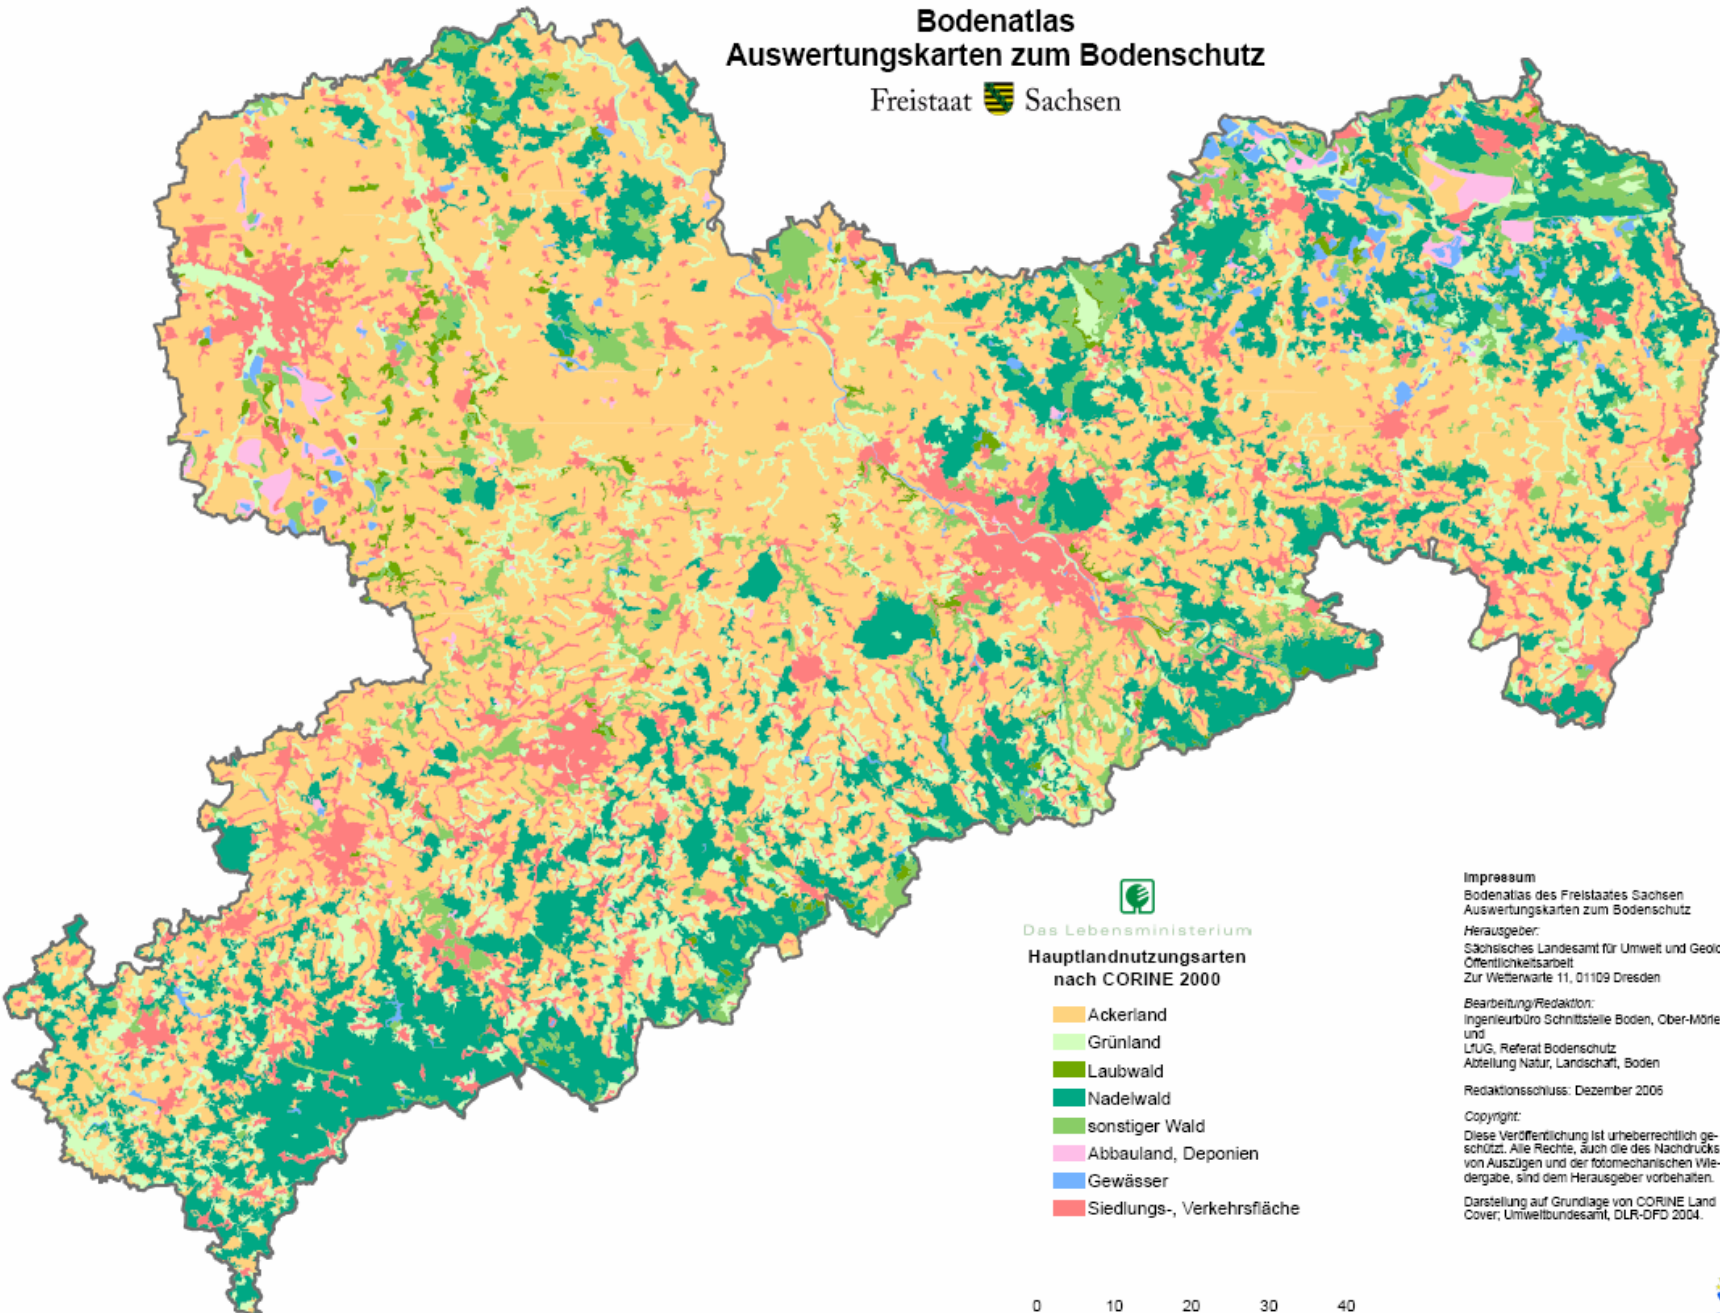 Bodenatlas
Auswertungskarten zum Bodenschutz
Freistaat Sachsen
Das Lebensministerium
Hauptlandnutzungsarten
nach CORINE 2000
Ackerland
Grünland
Laubwald
Nadelwald
sonstiger Wald
Abbauland, Deponien
Gewässer
Siedlungs-, Verkehrsfläche
0 10 20 30 40
Impressum
Bodenatlas des Freistaates Sachsen
Auswertungskarten zum Bodenschutz
Herausgeber:
Sächsisches Landesamt für Umwelt und Geolo
Öffentlichkeitsarbeit
Zur Wetterwarte 11, 01109 Dresden
Bearbeitung/Redaktion:
Ingenieurbüro Schnittstelle Boden, Ober-Mörle
und
LfUG, Referat Bodenschutz
Abteilung Natur, Landschaft, Boden
Redaktionsschluss: Dezember 2006
Copyright:
Diese Veröffentlichung ist urheberrechtlich ge-
schützt. Alle Rechte, auch die des Nachdrucks
von Auszügen und der fotomechanischen Wie-
dergabe, sind dem Herausgeber vorbehalten.
Darstellung auf Grundlage von CORINE Land
Cover; Umweltbundesamt, DLR-DFD 2004.